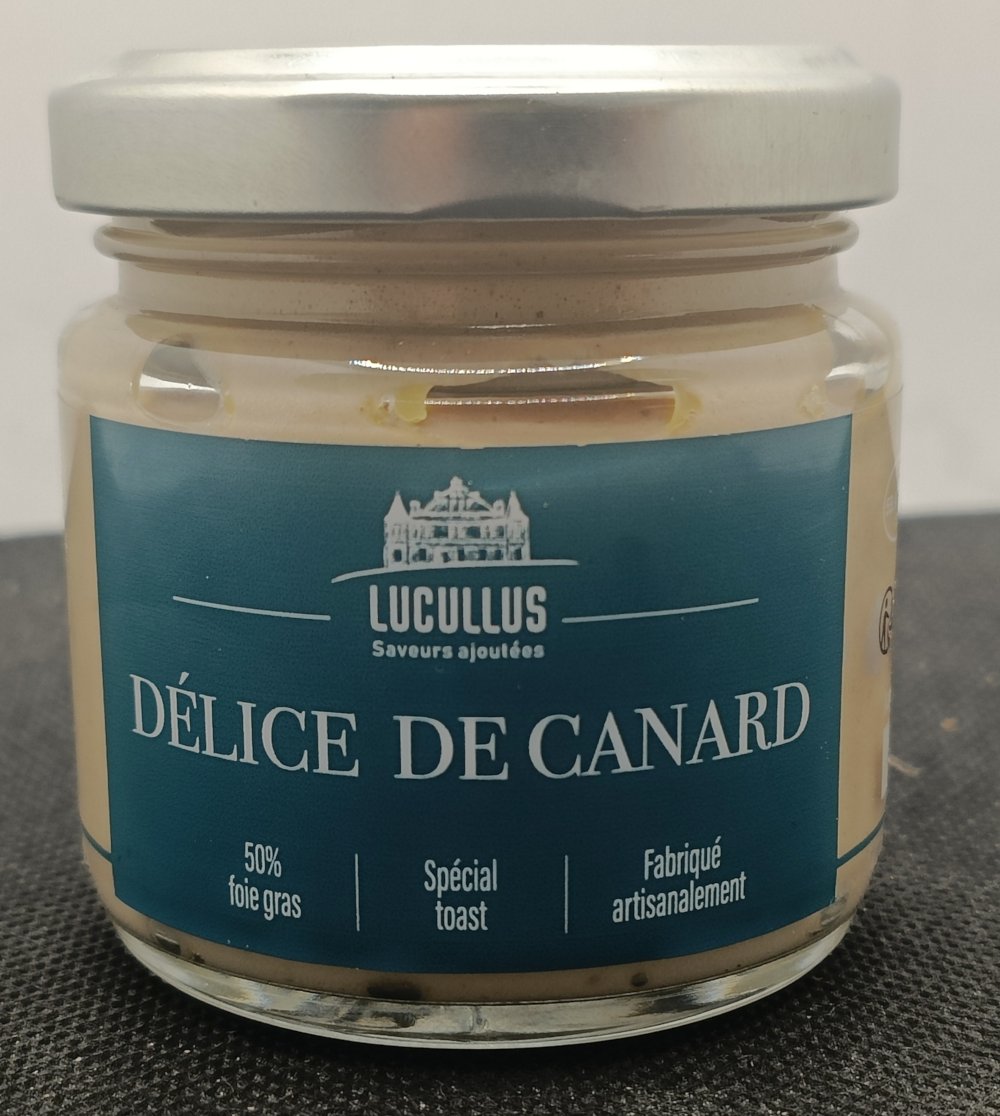 LUCULLUS
Saveurs ajoutées
DÉLICE DE CANARD
50%
foie gras
Spécial
toast
Fabriqué
artisanalement